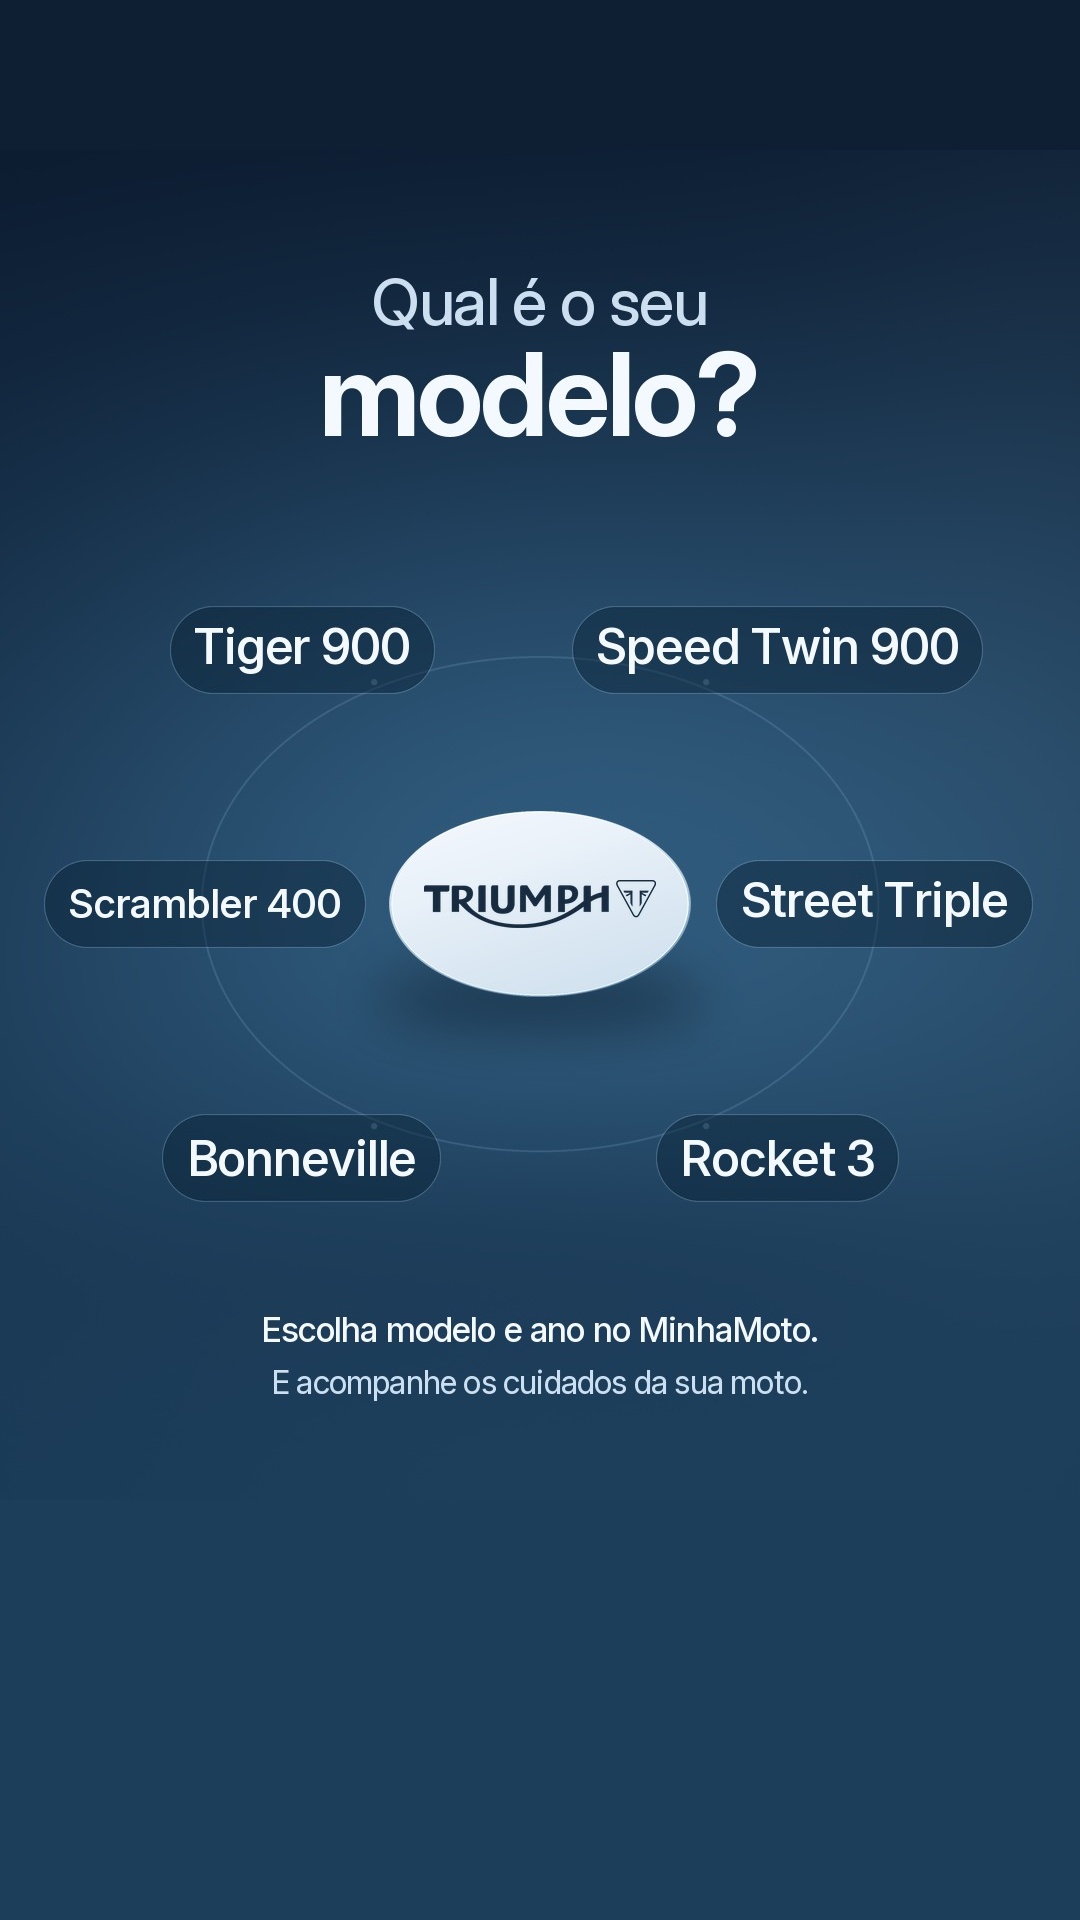 Qual é o seu
modelo?
Tiger 900
Speed Twin 900
Scrambler 400
TRIUMPH
Street Triple
Bonneville
Rocket 3
Escolha modelo e ano no MinhaMoto.
E acompanhe os cuidados da sua moto.